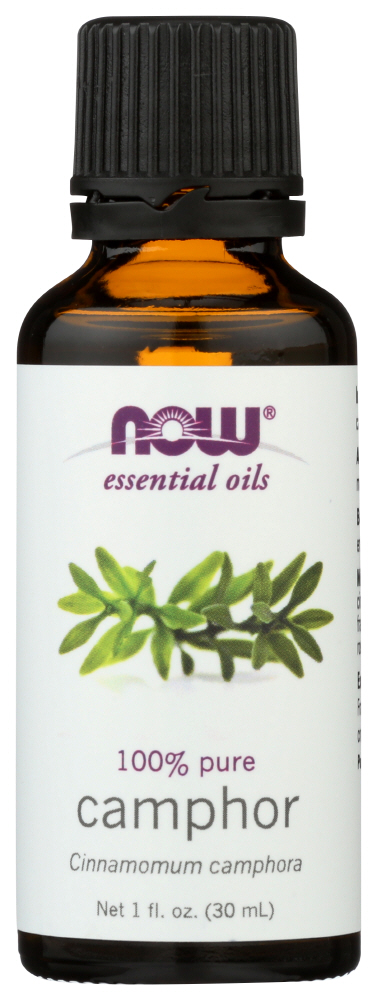 NOW®
essential oils
100% pure
camphor
Cinnamomum camphora
Net 1 fl. oz. (30 mL)